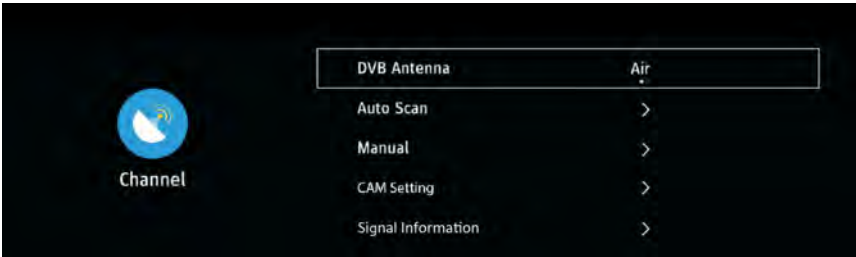 DVB Antenna Air
Auto Scan
Manual
Channel
CAM Setting
Signal Information